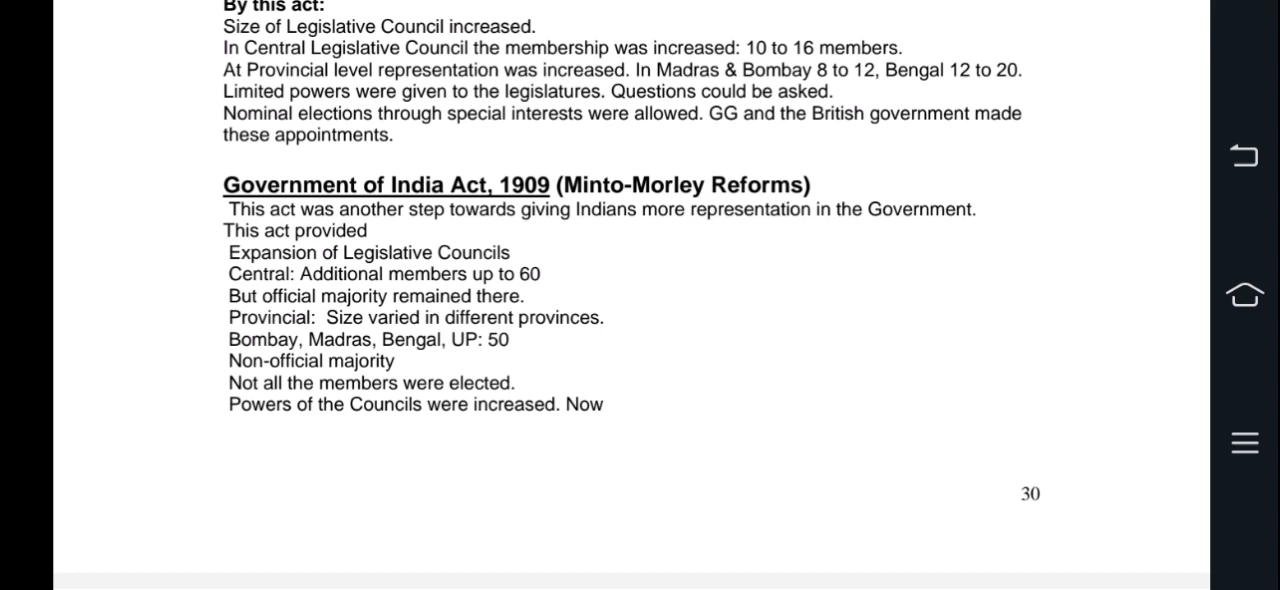 By this act:
Size of Legislative Council increased.
In Central Legislative Council the membership was increased: 10 to 16 members.
At Provincial level representation was increased. In Madras & Bombay 8 to 12, Bengal 12 to 20.
Limited powers were given to the legislatures. Questions could be asked.
Nominal elections through special interests were allowed. GG and the British government made
these appointments.
Government of India Act, 1909 (Minto-Morley Reforms)
This act was another step towards giving Indians more representation in the Government.
This act provided
Expansion of Legislative Councils
Central: Additional members up to 60
But official majority remained there.
Provincial: Size varied in different provinces.
Bombay, Madras, Bengal, UP: 50
Non-official majority
Not all the members were elected.
Powers of the Councils were increased. Now
30